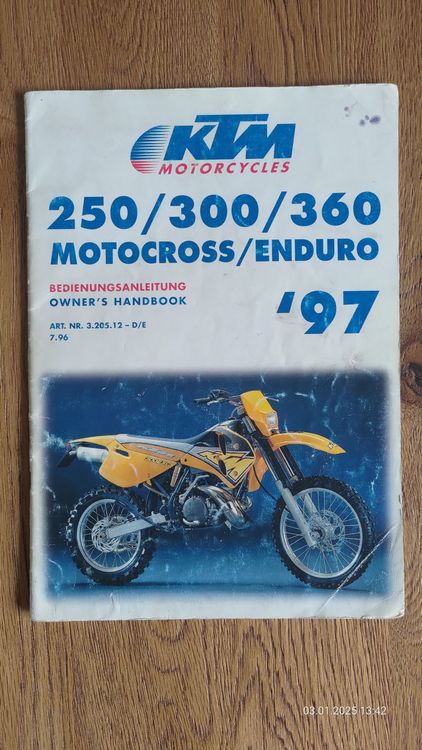 KTM
MOTORCYCLES
250/300/360
MOTOCROSS/ENDURO
BEDIENUNGSANLEITUNG
OWNER'S HANDBOOK
'97
ART. NR. 3.205.12 – D/E
7.96
KTM
03.01.2025 13:42